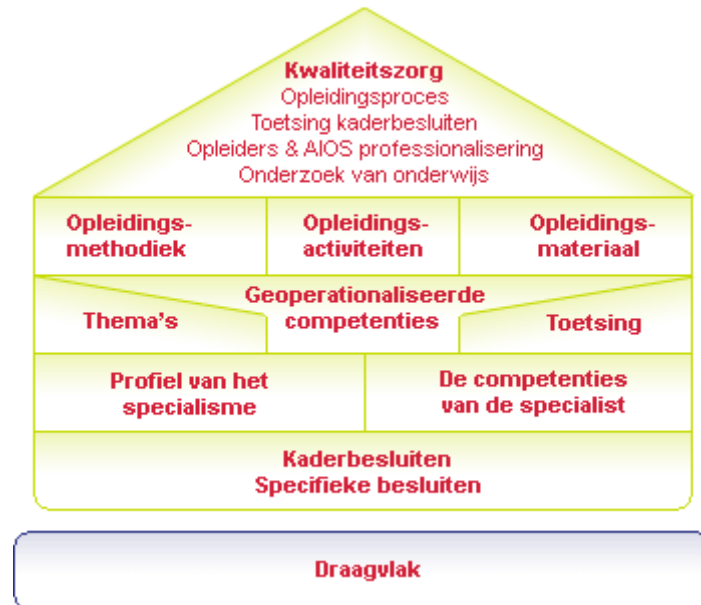 Kwaliteitszorg
Opleidingsproces
Toetsing kaderbesluiten
Opleiders & AIOS professionalisering
Onderzoek van onderwijs
Opleidings-
methodiek
Opleidings-
activiteiten
Opleidings-
materiaal
Geoperationaliseerde
competenties
Thema's
Toetsing
Profiel van het
specialisme
De competenties
van de specialist
Kaderbesluiten
Specifieke besluiten
Draagvlak